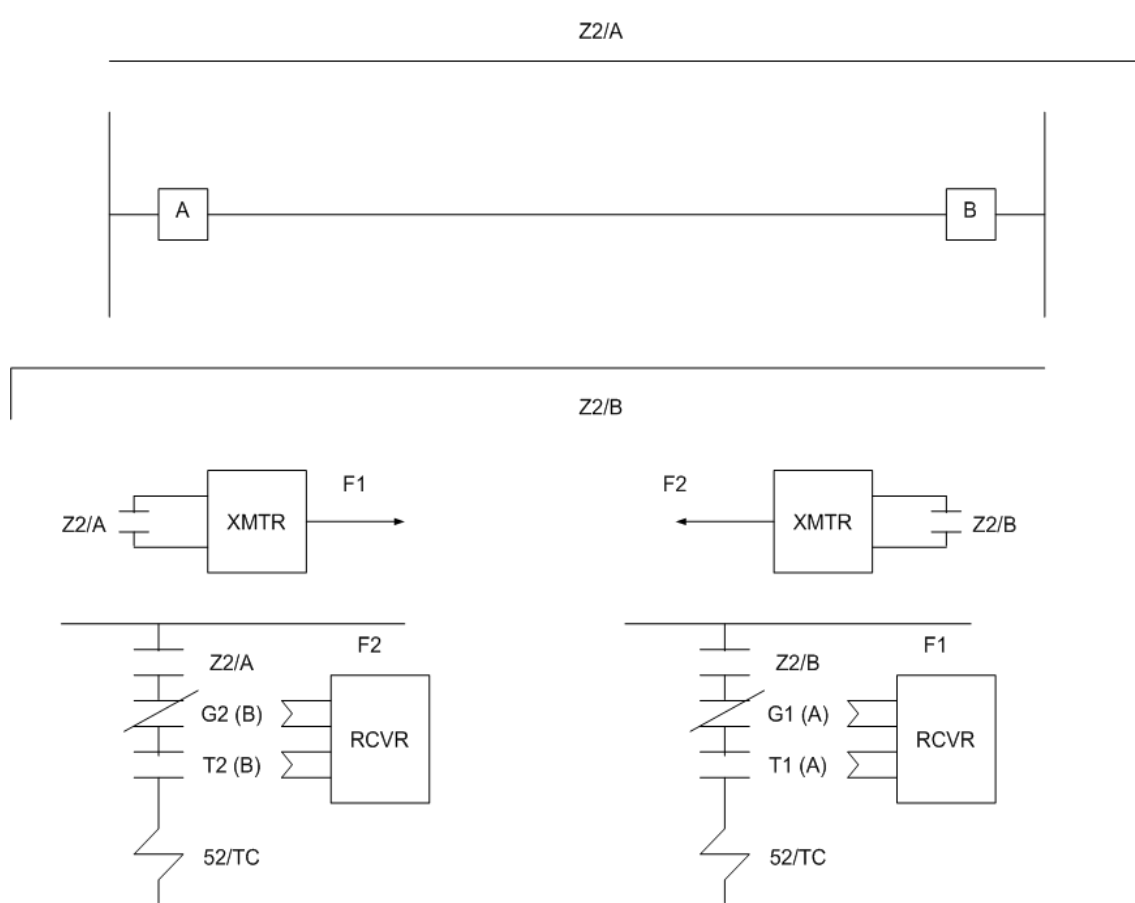 Z2/A
A B
Z2/B
F1 F2
Z2/A XMTR XMTR Z2/B
F2 F1
Z2/A Z2/B
G2 (B) G1 (A)
RCVR RCVR
T2 (B) T1 (A)
52/TC 52/TC